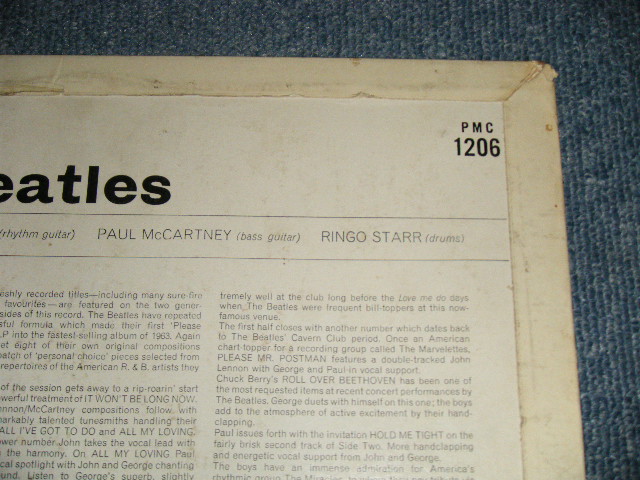 PMC
1206
eatles
(rhythm guitar) PAUL McCARTNEY (bass guitar) RINGO STARR (drums)
eshly recorded titles—including many sure-fire
favourites'—are featured on the two gener-
sides of this record. The Beatles have repeated
sful formula which made their first 'Please
LP into the fastest-selling album of 1963. Again
et eight of their own original compositions
batch of 'personal choice' pieces selected from
repertoires of the American R. & B. artists they
of the session gets away to a rip-roarin' start
owerful treatment of IT WON'T BE LONG NOW.
nnon/McCartney compositions follow with
markably talented tunesmiths handling their
ALL I'VE GOT TO DO and ALL MY LOVING.
ower number John takes the vocal lead with
n the harmony. On ALL MY LOVING Paul
cal spotlight with John and George chanting
ound. Listen to George's superb, slightly
tremely well at the club long before the Love me do days
when The Beatles were frequent bill-toppers at this now-
famous venue.
The first half closes with another number which dates back
to The Beatles' Cavern Club period. Once an American
chart-topper for a recording group called The Marvelettes,
PLEASE MR. POSTMAN features a double-tracked John
Lennon with George and Paul in vocal support.
Chuck Berry's ROLL OVER BEETHOVEN has been one of
the most requested items at recent concert performances by
The Beatles. George duets with himself on this one; the boys
add to the atmosphere of active excitement by their hand-
clapping.
Paul issues forth with the invitation HOLD ME TIGHT on the
fairly brisk second track of Side Two. More handclapping
and energetic vocal support from John and George.
The boys have an immense admiration for America's
rhythmic group The Miracles